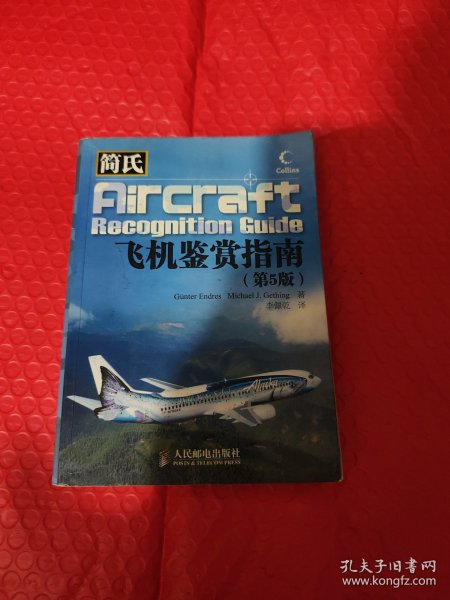 简氏
Collins
Aircraft
Recognition Guide
飞机鉴赏指南
(第5版)
Günter Endres Michael J. Gething 著
译
Alaska
人民邮电出版社
POSTS & TELECOM PRESS
孔夫子旧书网
www.kongfz.com